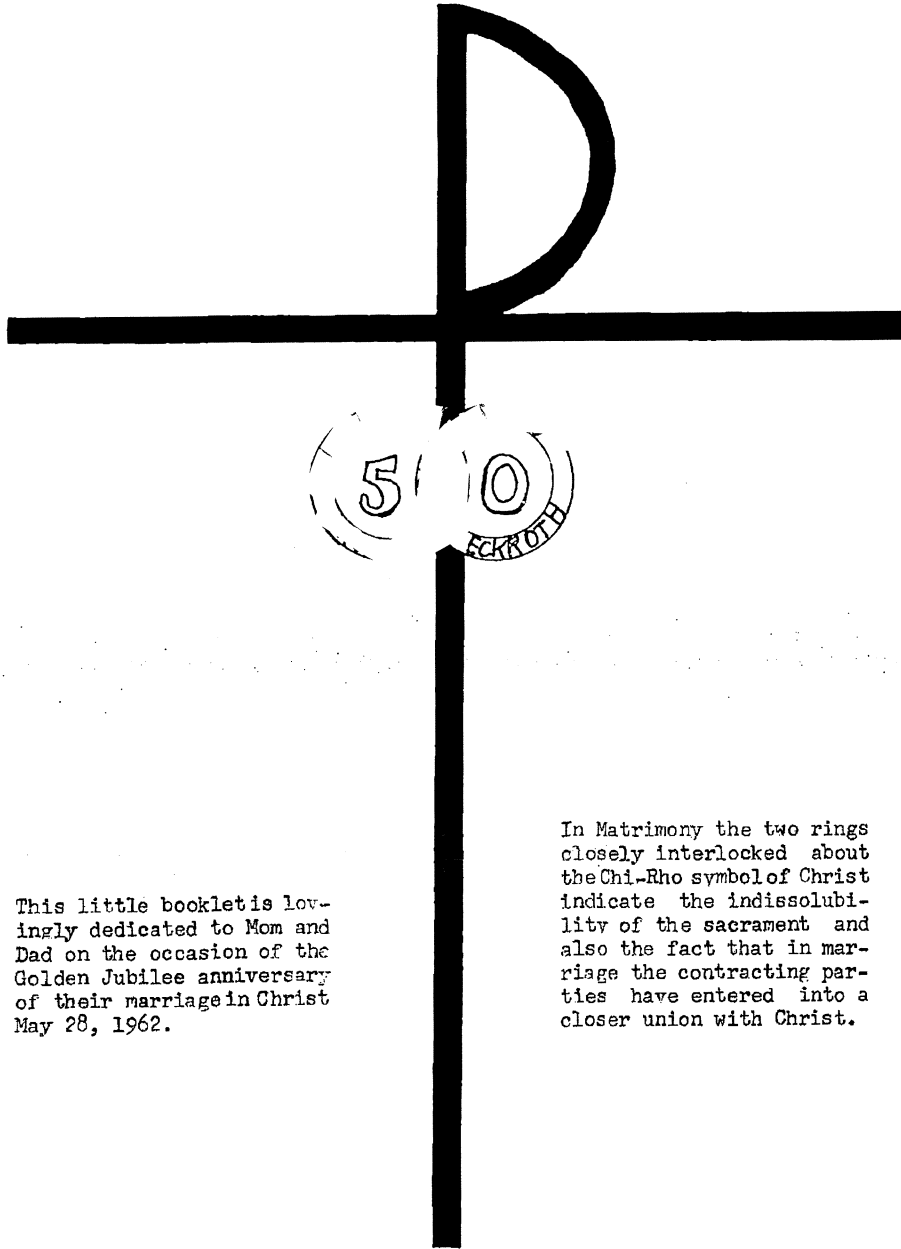 50
ECKROTH
This little booklet is lov-
ingly dedicated to Mom and
Dad on the occasion of the
Golden Jubilee anniversary
of their marriage in Christ
May 28, 1962.
In Matrimony the two rings
closely interlocked about
the Chi-Rho symbol of Christ
indicate the indissolubi-
lity of the sacrament and
also the fact that in mar-
riage the contracting par-
ties have entered into a
closer union with Christ.